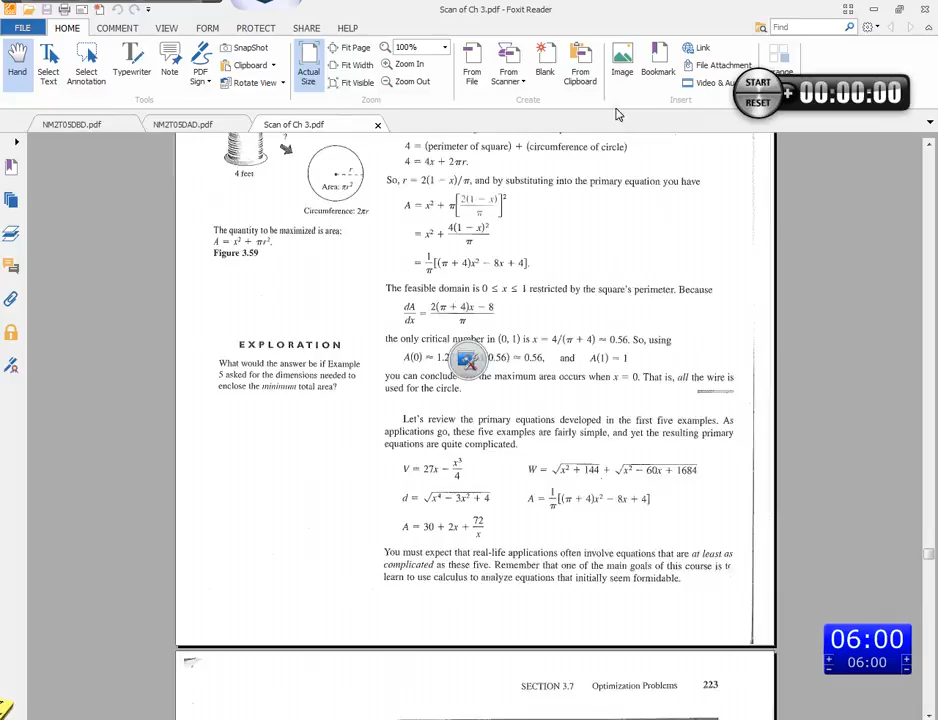 Scan of Ch 3.pdf - Foxit Reader
FILE HOME COMMENT VIEW FORM PROTECT SHARE HELP
Find
Hand
Select Text
Select Annotation
Typewriter
Note
PDF Sign
SnapShot
Clipboard
Rotate View
Tools
Actual Size
Fit Page
Fit Width
Fit Visible
100%
Zoom In
Zoom Out
Zoom
From File
From Scanner
Blank
From Clipboard
Create
Image
Bookmark
Link
File Attachment
Video & Au
Insert
START
RESET
00:00:00
NM2T05DBD.pdf NM2T05DAD.pdf Scan of Ch 3.pdf
?
4 feet
r
Area: πr²
Circumference: 2πr
The quantity to be maximized is area:
A = x² + πr².
Figure 3.59
4 = (perimeter of square) + (circumference of circle)
4 = 4x + 2πr.
So, r = 2(1 − x)/π, and by substituting into the primary equation you have
A = x² + π[2(1 − x)/π]²
= x² + 4(1 − x)²/π
= 1/π[(π + 4)x² − 8x + 4].
The feasible domain is 0 ≤ x ≤ 1 restricted by the square's perimeter. Because
dA/dx = 2(π + 4)x − 8/π
the only critical number in (0, 1) is x = 4/(π + 4) ≈ 0.56. So, using
A(0) ≈ 1.2 0.56) ≈ 0.56, and A(1) = 1
you can conclude the maximum area occurs when x = 0. That is, all the wire is
used for the circle.
EXPLORATION
What would the answer be if Example
5 asked for the dimensions needed to
enclose the minimum total area?
Let's review the primary equations developed in the first five examples. As
applications go, these five examples are fairly simple, and yet the resulting primary
equations are quite complicated.
V = 27x − x³/4 W = √x² + 144 + √x² − 60x + 1684
d = √x⁴ − 3x² + 4 A = 1/π[(π + 4)x² − 8x + 4]
A = 30 + 2x + 72/x
You must expect that real-life applications often involve equations that are at least as
complicated as these five. Remember that one of the main goals of this course is to
learn to use calculus to analyze equations that initially seem formidable.
06:00
06:00
SECTION 3.7 Optimization Problems 223